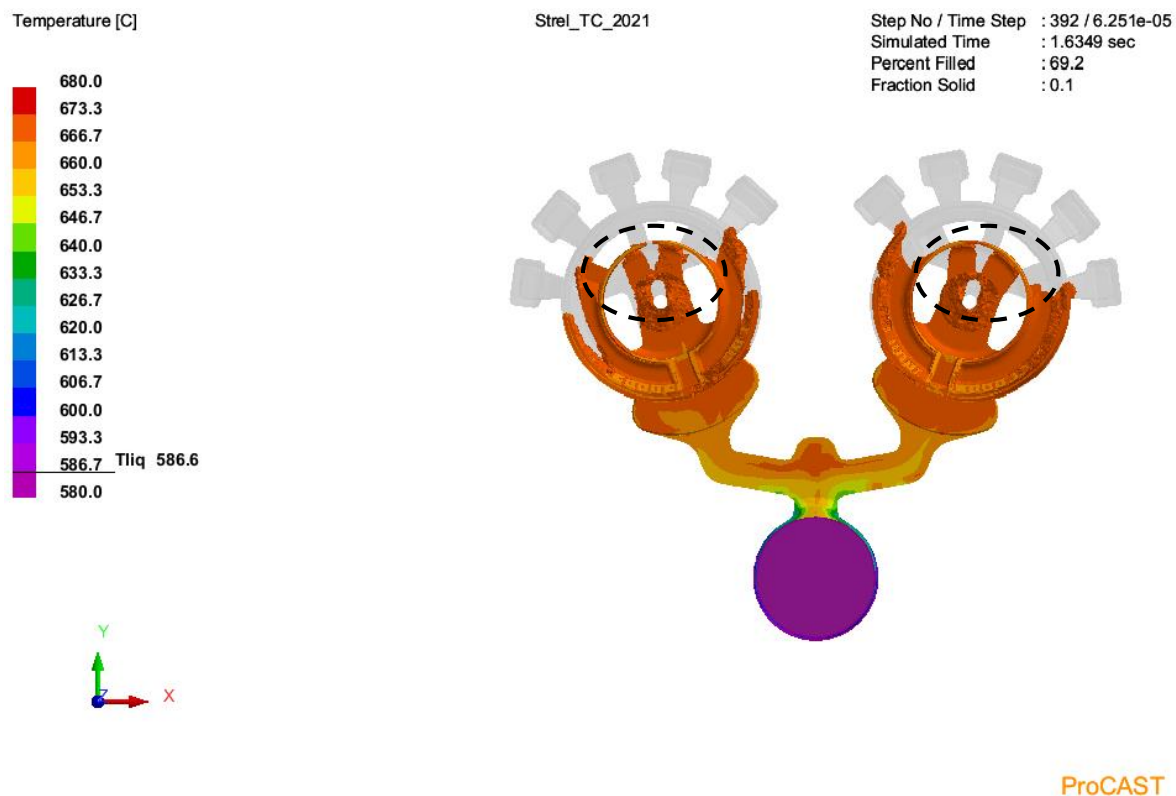 Temperature [C]
Strel_TC_2021
Step No / Time Step : 392 / 6.251e-05
Simulated Time : 1.6349 sec
Percent Filled : 69.2
Fraction Solid : 0.1
680.0
673.3
666.7
660.0
653.3
646.7
640.0
633.3
626.7
620.0
613.3
606.7
600.0
593.3
586.7 Tliq 586.6
580.0
Y
Z X
ProCAST